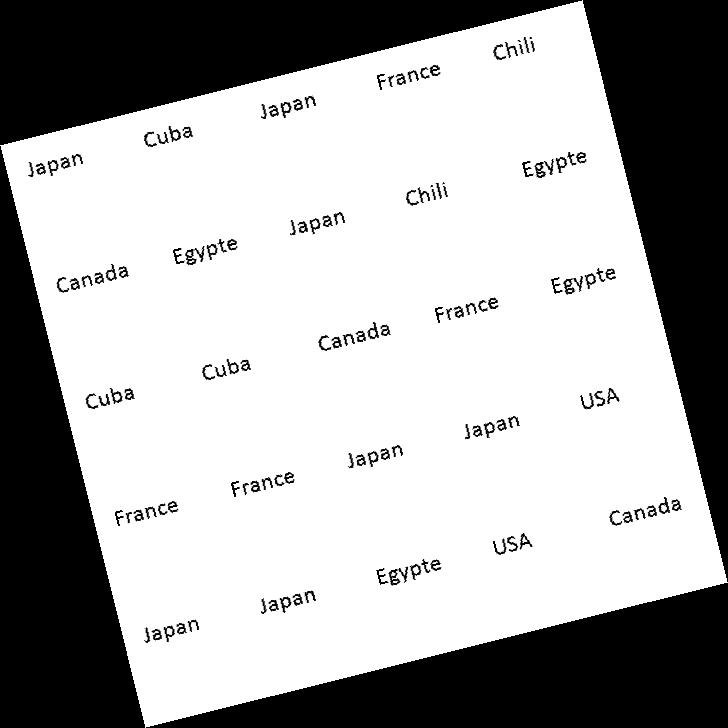 Japan Cuba Japan France Chili
Canada Egypte Japan Chili Egypte
Cuba Cuba Canada France Egypte
France France Japan Japan USA
Japan Japan Egypte USA Canada